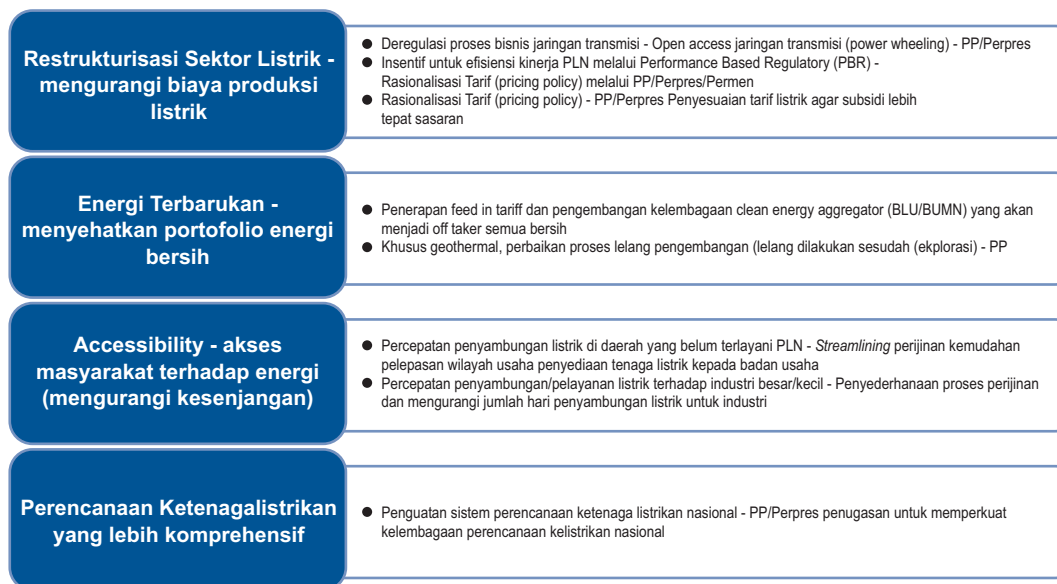 Restrukturisasi Sektor Listrik -
mengurangi biaya produksi
listrik
● Deregulasi proses bisnis jaringan transmisi - Open access jaringan transmisi (power wheeling) - PP/Perpres
● Insentif untuk efisiensi kinerja PLN melalui Performance Based Regulatory (PBR) -
Rasionalisasi Tarif (pricing policy) melalui PP/Perpres/Permen
● Rasionalisasi Tarif (pricing policy) - PP/Perpres Penyesuaian tarif listrik agar subsidi lebih
tepat sasaran
Energi Terbarukan -
menyehatkan portofolio energi
bersih
● Penerapan feed in tariff dan pengembangan kelembagaan clean energy aggregator (BLU/BUMN) yang akan
menjadi off taker semua bersih
● Khusus geothermal, perbaikan proses lelang pengembangan (lelang dilakukan sesudah (ekplorasi) - PP
Accessibility - akses
masyarakat terhadap energi
(mengurangi kesenjangan)
● Percepatan penyambungan listrik di daerah yang belum terlayani PLN - Streamlining perijinan kemudahan
pelepasan wilayah usaha penyediaan tenaga listrik kepada badan usaha
● Percepatan penyambungan/pelayanan listrik terhadap industri besar/kecil - Penyederhanaan proses perijinan
dan mengurangi jumlah hari penyambungan listrik untuk industri
Perencanaan Ketenagalistrikan
yang lebih komprehensif
● Penguatan sistem perencanaan ketenaga listrikan nasional - PP/Perpres penugasan untuk memperkuat
kelembagaan perencanaan kelistrikan nasional